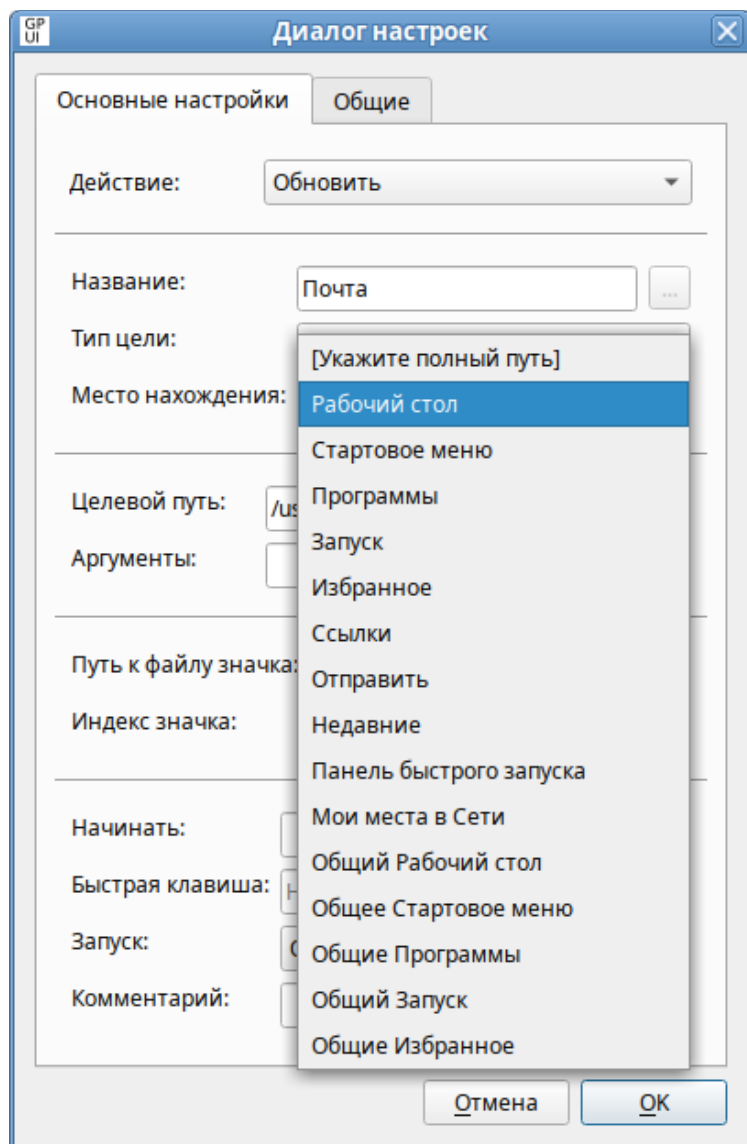 GP
UI
Диалог настроек
Основные настройки
Общие
Действие:
Обновить
Название:
Почта
...
Тип цели:
[Укажите полный путь]
Место нахождения:
Рабочий стол
Стартовое меню
Программы
Запуск
Избранное
Ссылки
Отправить
Недавние
Панель быстрого запуска
Мои места в Сети
Общий Рабочий стол
Общее Стартовое меню
Общие Программы
Общий Запуск
Общие Избранное
Целевой путь:
Аргументы:
Путь к файлу значка:
Индекс значка:
Начинать:
Быстрая клавиша:
Запуск:
Комментарий:
Отмена
OK